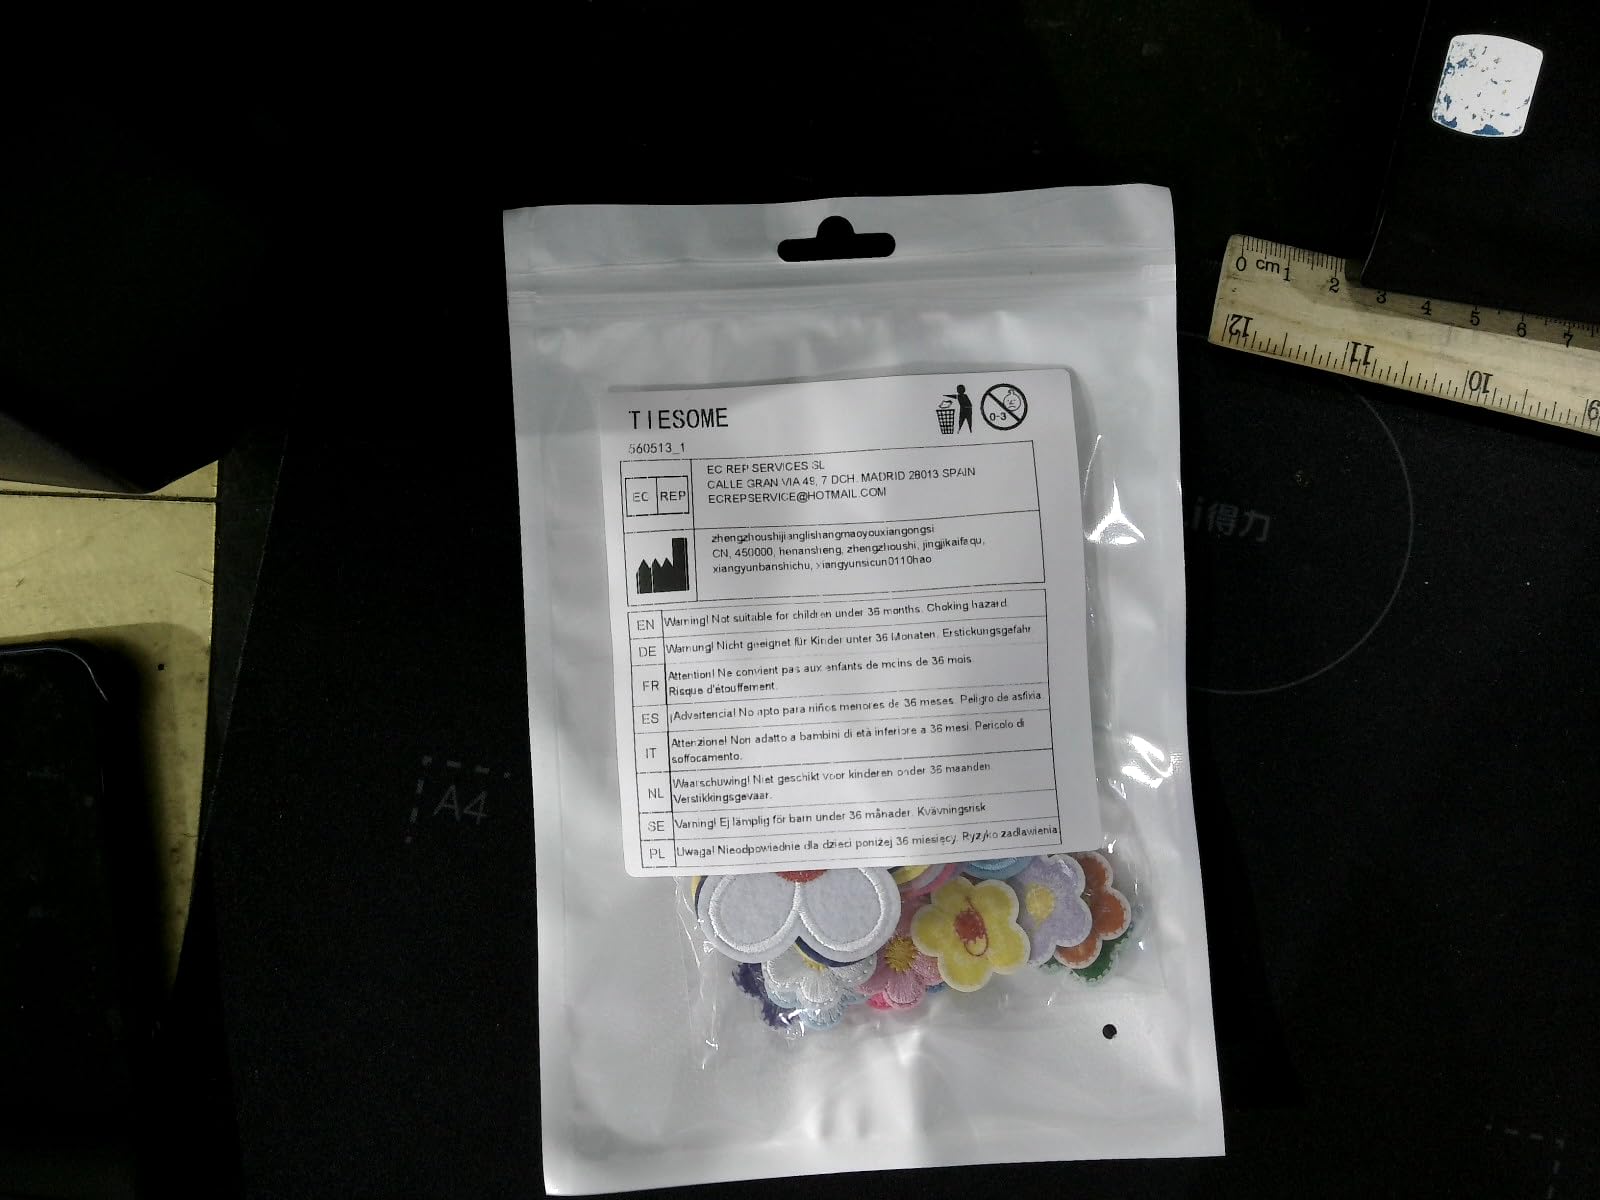 TIESOME
0-3
560513_1
EC REP
EC REP SERVICES SL
CALLE GRAN VIA 49, 7 DCH. MADRID 28013 SPAIN
ECREPSERVICE@HOTMAIL.COM
zhengzhoushijianglishangmaoyouxiangongsi
CN, 450000, henansheng, zhengzhoushi, jingjikaifaqu,
xiangyunbanshichu, xiangyunsicun0110hao
EN Warning! Not suitable for children under 36 months. Choking hazard.
DE Warnung! Nicht geeignet für Kinder unter 36 Monaten. Erstickungsgefahr
FR Attention! Ne convient pas aux enfants de moins de 36 mois.
Risque d'étouffement.
ES ¡Advertencia! No apto para niños menores de 36 meses. Peligro de asfixia.
IT Attenzione! Non adatto a bambini di età inferiore a 36 mesi. Pericolo di
soffocamento.
NL Waarschuwing! Niet geschikt voor kinderen onder 36 maanden.
Verstikkingsgevaar.
SE Varning! Ej lämplig för barn under 36 månader. Kvävningsrisk
PL Uwaga! Nieodpowiednie dla dzieci poniżej 36 miesięcy. Ryzyko zadławienia
0 cm 1 2 3 4 5 6 7
12 11 10 9
i得力
A4